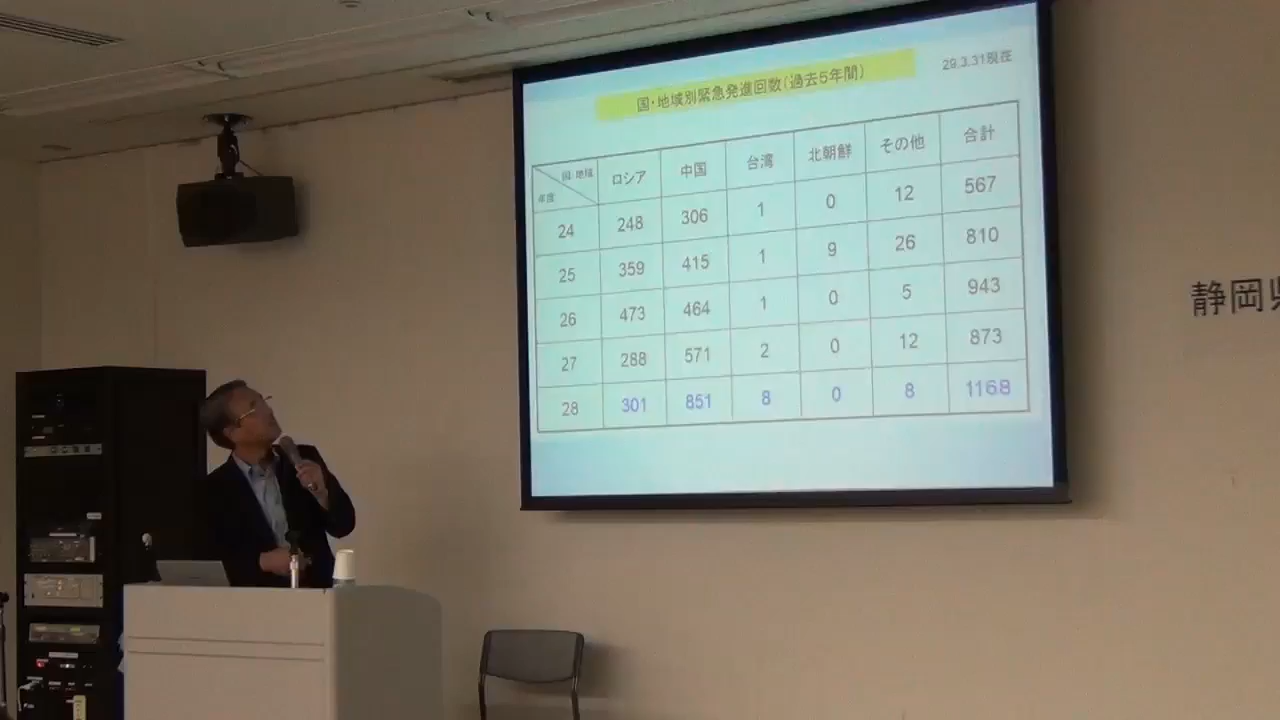 国・地域別緊急発進回数(過去5年間)
29.3.31現在
国・地域 年度 ロシア 中国 台湾 北朝鮮 その他 合計
24 248 306 1 0 12 567
25 359 415 1 9 26 810
26 473 464 1 0 5 943
27 288 571 2 0 12 873
28 301 851 8 0 8 1168
静岡県